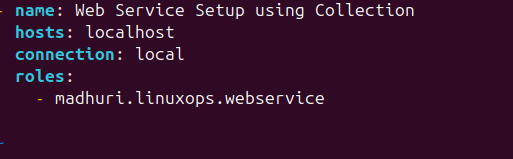 - name: Web Service Setup using Collection
  hosts: localhost
  connection: local
  roles:
    - madhuri.linuxops.webservice
~